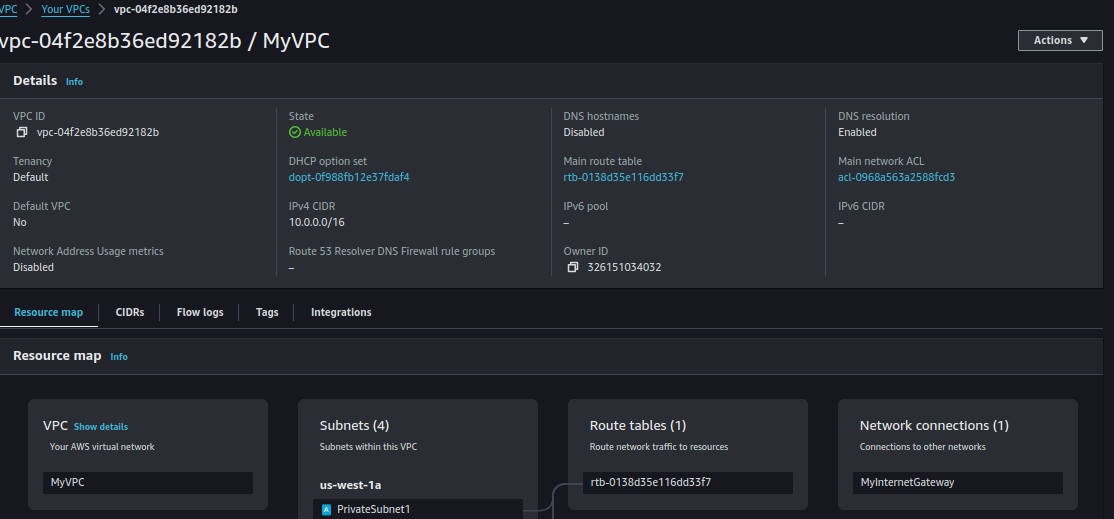 VPC > Your VPCs > vpc-04f2e8b36ed92182b
vpc-04f2e8b36ed92182b / MyVPC
Actions
Details Info
VPC ID
vpc-04f2e8b36ed92182b
State
Available
DNS hostnames
Disabled
DNS resolution
Enabled
Tenancy
Default
DHCP option set
dopt-0f988fb12e37fdaf4
Main route table
rtb-0138d35e116dd33f7
Main network ACL
acl-0968a563a2588fcd3
Default VPC
No
IPv4 CIDR
10.0.0.0/16
IPv6 pool
–
IPv6 CIDR
–
Network Address Usage metrics
Disabled
Route 53 Resolver DNS Firewall rule groups
–
Owner ID
326151034032
Resource map CIDRs Flow logs Tags Integrations
Resource map Info
VPC Show details
Your AWS virtual network
MyVPC
Subnets (4)
Subnets within this VPC
us-west-1a
A PrivateSubnet1
Route tables (1)
Route network traffic to resources
rtb-0138d35e116dd33f7
Network connections (1)
Connections to other networks
MyInternetGateway